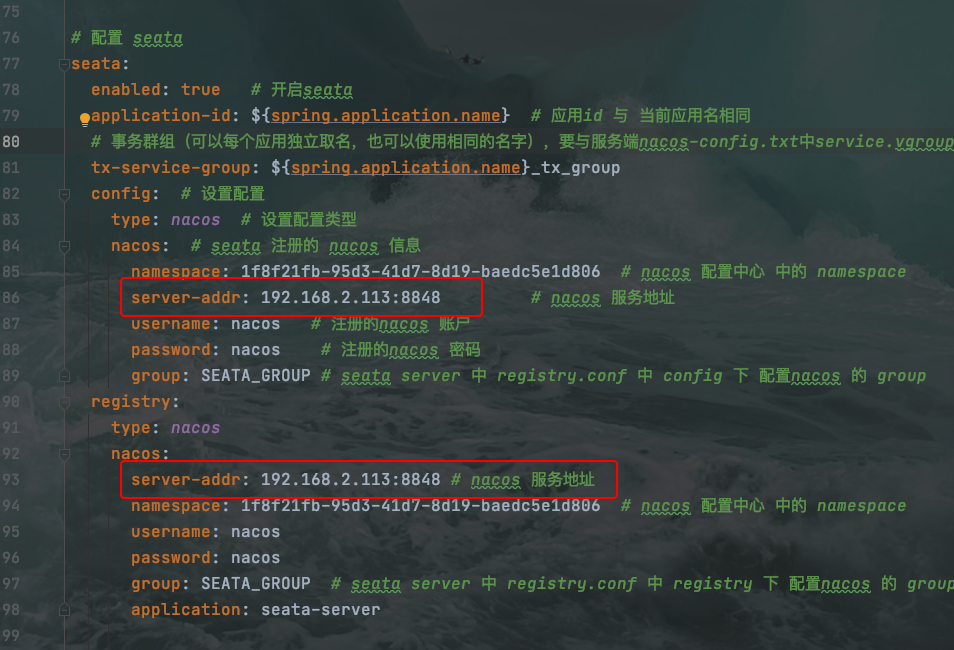 75
76 # 配置 seata
77 seata:
78 enabled: true # 开启seata
79 application-id: ${spring.application.name} # 应用id 与 当前应用名相同
80 # 事务群组（可以每个应用独立取名，也可以使用相同的名字），要与服务端nacos-config.txt中service.vgroup
81 tx-service-group: ${spring.application.name}_tx_group
82 config: # 设置配置
83 type: nacos # 设置配置类型
84 nacos: # seata 注册的 nacos 信息
85 namespace: 1f8f21fb-95d3-41d7-8d19-baedc5e1d806 # nacos 配置中心 中的 namespace
86 server-addr: 192.168.2.113:8848 # nacos 服务地址
87 username: nacos # 注册的nacos 账户
88 password: nacos # 注册的nacos 密码
89 group: SEATA_GROUP # seata server 中 registry.conf 中 config 下 配置nacos 的 group
90 registry:
91 type: nacos
92 nacos:
93 server-addr: 192.168.2.113:8848 # nacos 服务地址
94 namespace: 1f8f21fb-95d3-41d7-8d19-baedc5e1d806 # nacos 配置中心 中的 namespace
95 username: nacos
96 password: nacos
97 group: SEATA_GROUP # seata server 中 registry.conf 中 registry 下 配置nacos 的 group
98 application: seata-server
99